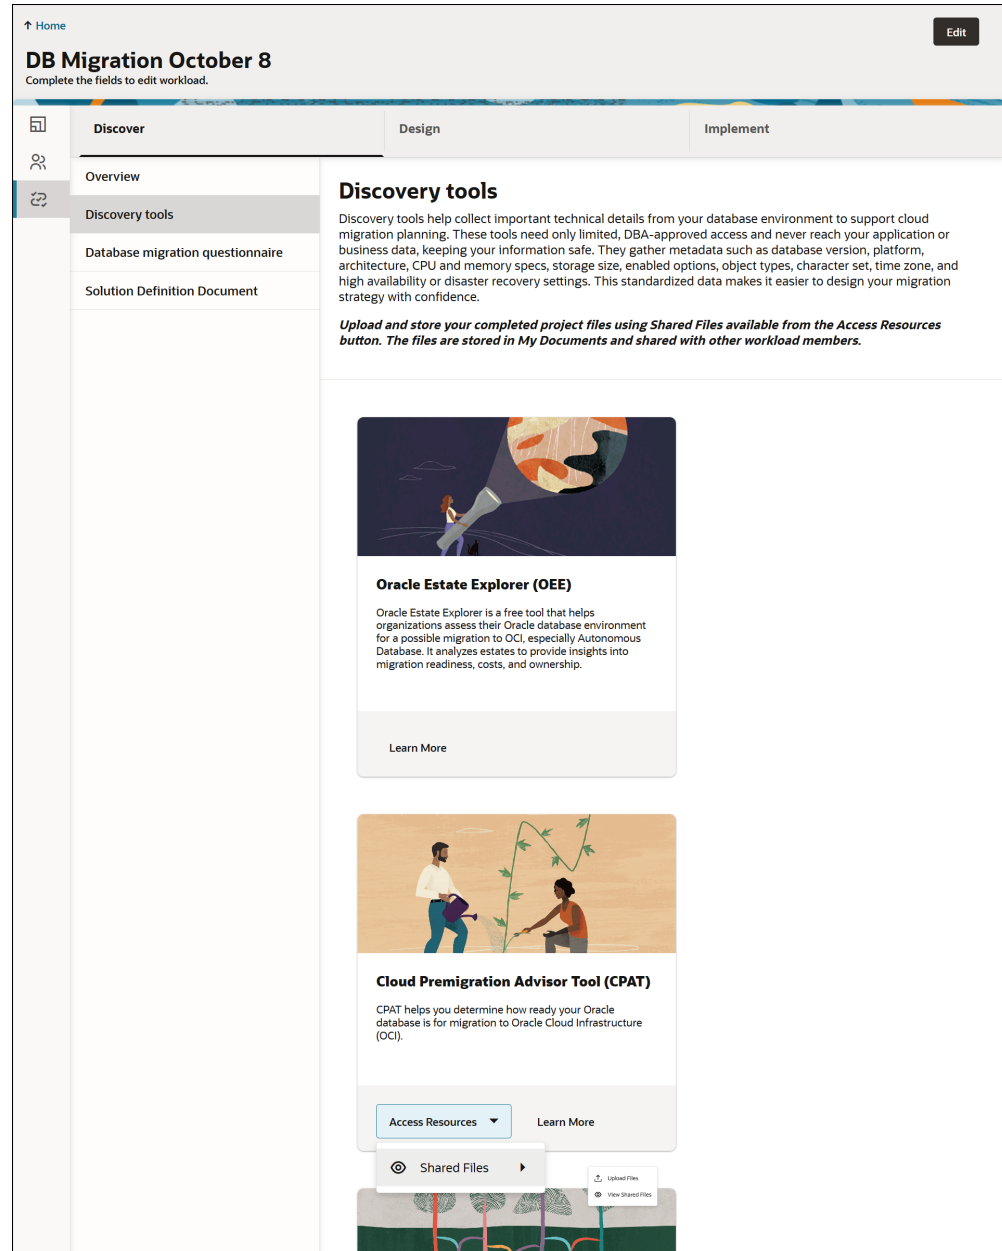 Home
Edit
DB Migration October 8
Complete the fields to edit workload.
Discover
Design
Implement
Overview
Discovery tools
Database migration questionnaire
Solution Definition Document
Discovery tools
Discovery tools help collect important technical details from your database environment to support cloud
migration planning. These tools need only limited, DBA-approved access and never reach your application or
business data, keeping your information safe. They gather metadata such as database version, platform,
architecture, CPU and memory specs, storage size, enabled options, object types, character set, time zone, and
high availability or disaster recovery settings. This standardized data makes it easier to design your migration
strategy with confidence.
Upload and store your completed project files using Shared Files available from the Access Resources
button. The files are stored in My Documents and shared with other workload members.
Oracle Estate Explorer (OEE)
Oracle Estate Explorer is a free tool that helps
organizations assess their Oracle database environment
for a possible migration to OCI, especially Autonomous
Database. It analyzes estates to provide insights into
migration readiness, costs, and ownership.
Learn More
Cloud Premigration Advisor Tool (CPAT)
CPAT helps you determine how ready your Oracle
database is for migration to Oracle Cloud Infrastructure
(OCI).
Access Resources
Learn More
Shared Files
Upload Files
View Shared Files